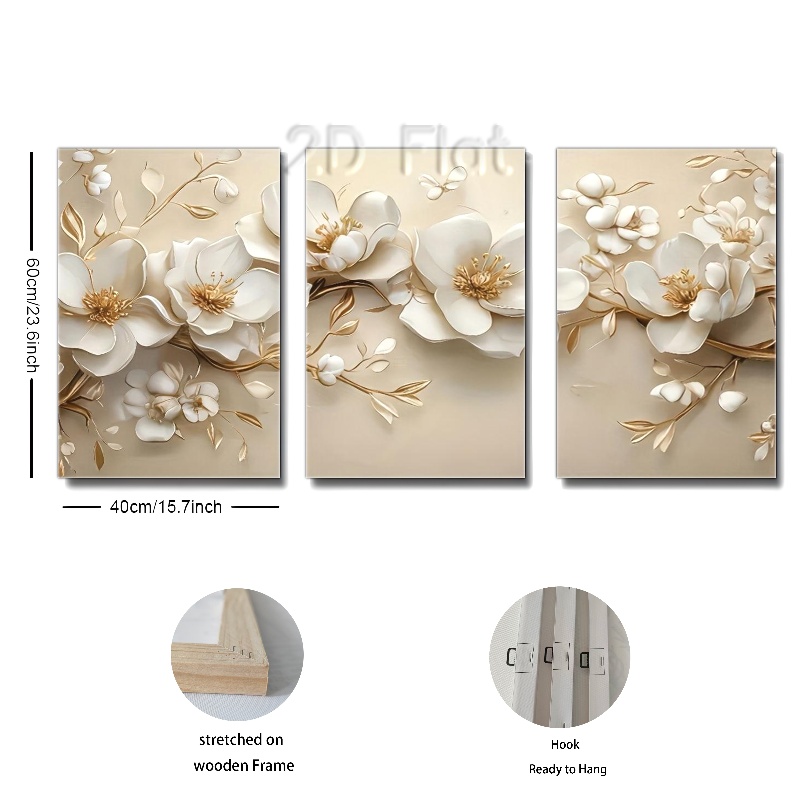 2D Flat
60cm/23.6inch
40cm/15.7inch
stretched on
wooden Frame
Hook
Ready to Hang